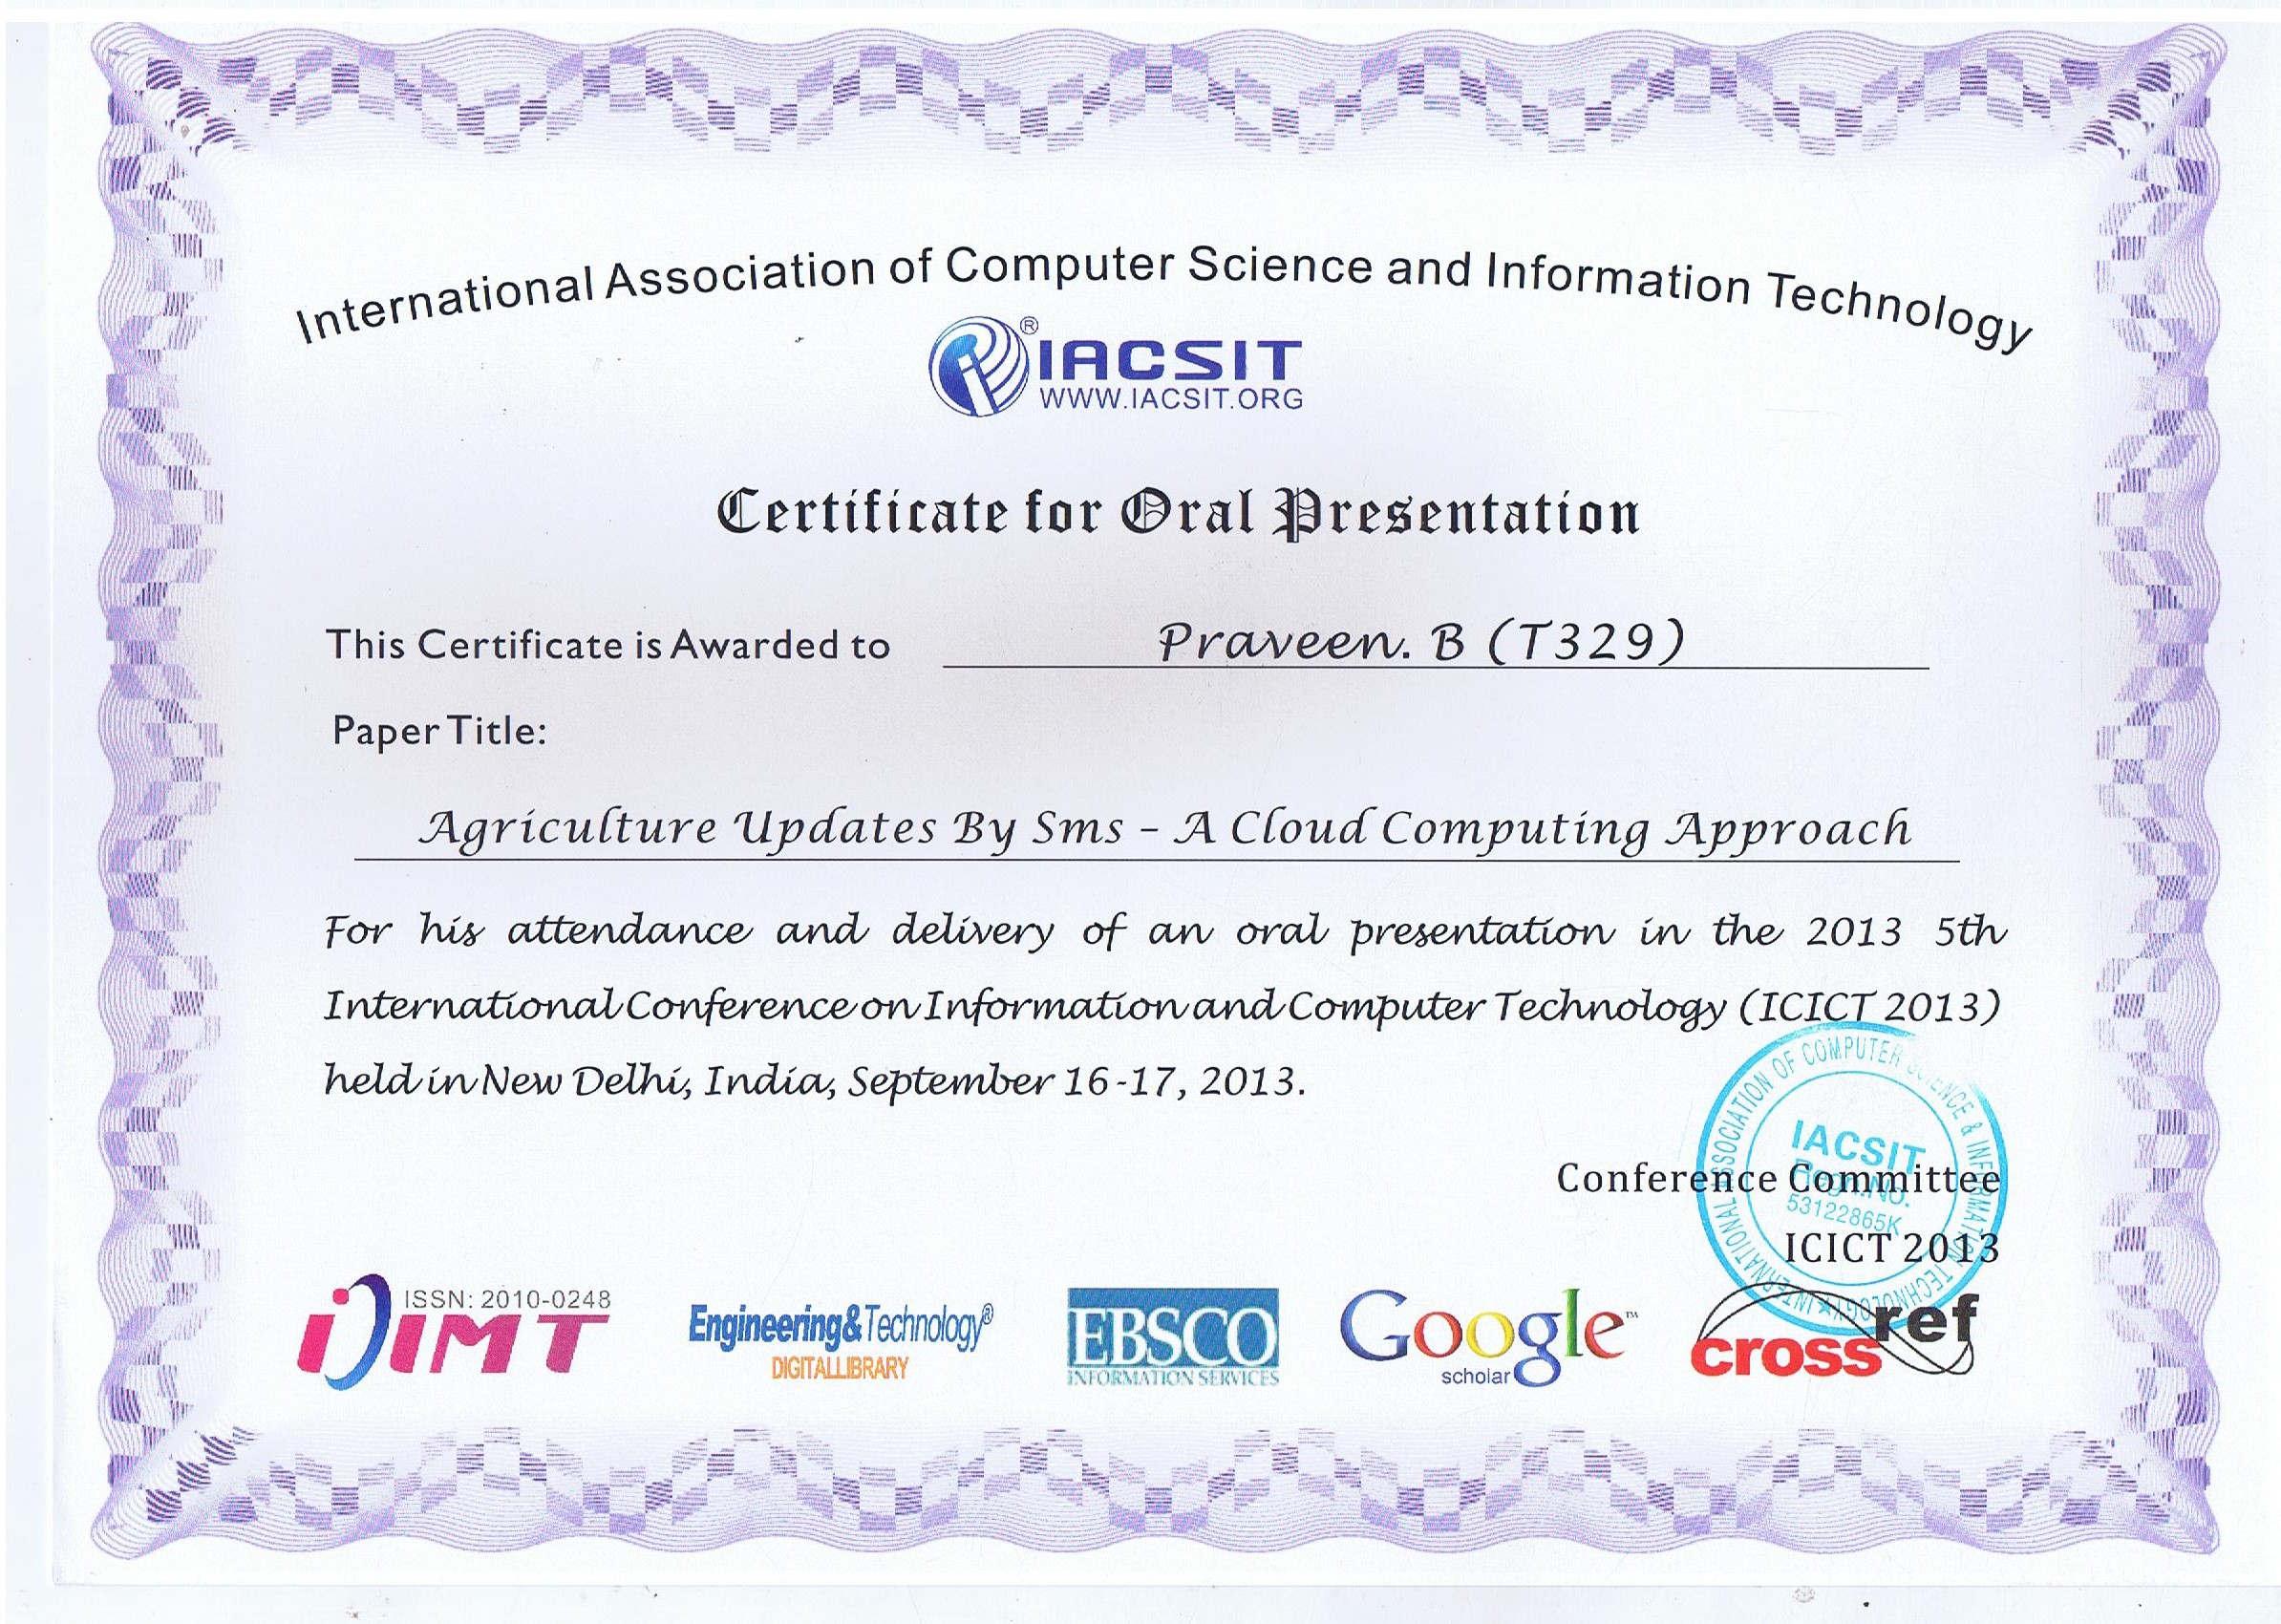 International Association of Computer Science and Information Technology
®
IACSIT
WWW.IACSIT.ORG
Certificate for Oral Presentation
This Certificate is Awarded to Praveen. B (T329)
Paper Title:
Agriculture Updates By Sms – A Cloud Computing Approach
For his attendance and delivery of an oral presentation in the 2013 5th
International Conference on Information and Computer Technology (ICICT 2013)
held in New Delhi, India, September 16-17, 2013.
INTERNATIONAL ASSOCIATION OF COMPUTER SCIENCE & INFRMATION TECHNOLOGY
IACSIT
Regn.NO.
53122865K
Conference Committee
ICICT 2013
ISSN: 2010-0248
iJIMT
Engineering&Technology®
DIGITAL LIBRARY
EBSCO
INFORMATION SERVICES
Google™
scholar
cross ref